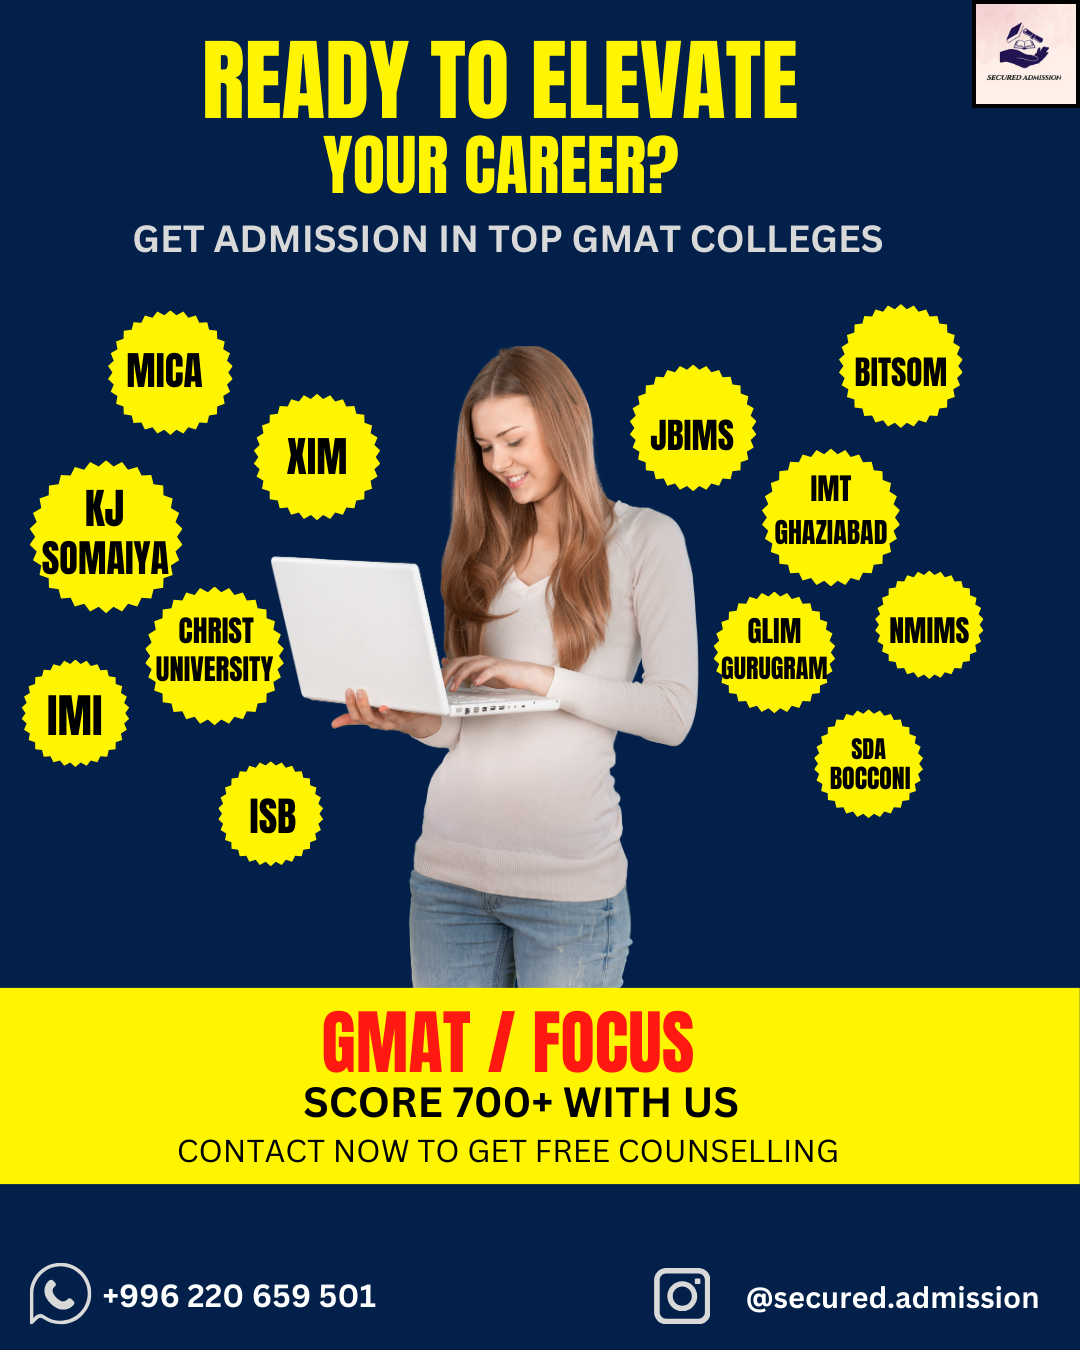 SECURED ADMISSION
READY TO ELEVATE
YOUR CAREER?
GET ADMISSION IN TOP GMAT COLLEGES
MICA
XIM
KJ
SOMAIYA
CHRIST
UNIVERSITY
IMI
ISB
JBIMS
BITSOM
IMT
GHAZIABAD
GLIM
GURUGRAM
NMIMS
SDA
BOCCONI
GMAT / FOCUS
SCORE 700+ WITH US
CONTACT NOW TO GET FREE COUNSELLING
+996 220 659 501
@secured.admission